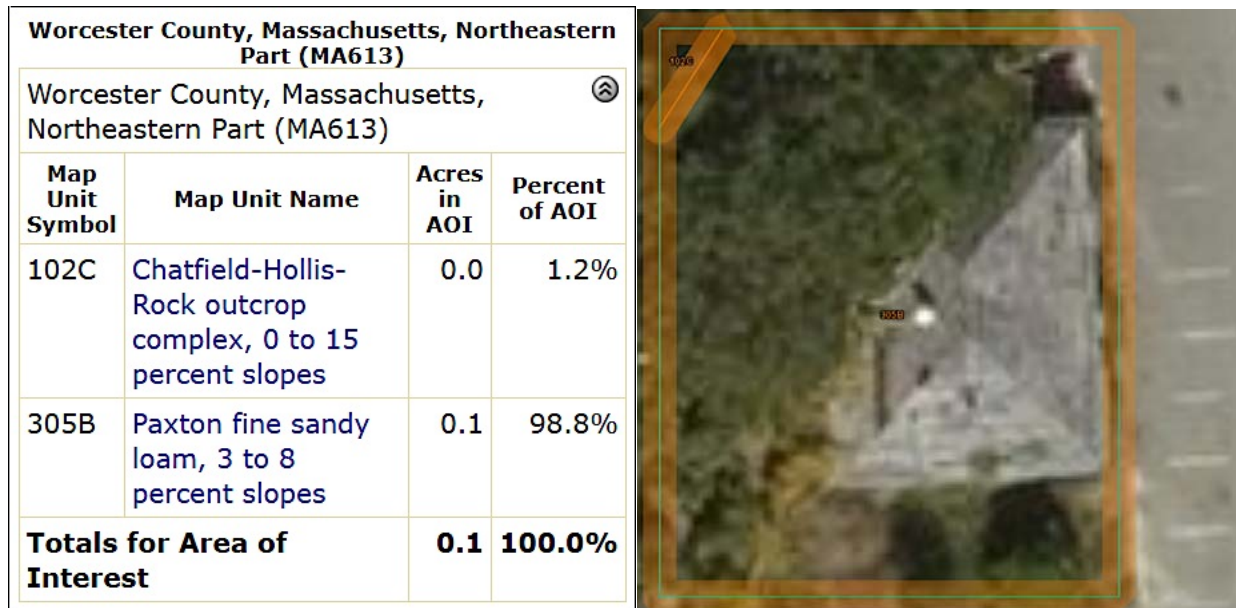 Worcester County, Massachusetts, Northeastern
Part (MA613)
Worcester County, Massachusetts,
Northeastern Part (MA613)
Map
Unit
Symbol
Map Unit Name
Acres
in
AOI
Percent
of AOI
102C
Chatfield-Hollis-
Rock outcrop
complex, 0 to 15
percent slopes
0.0
1.2%
305B
Paxton fine sandy
loam, 3 to 8
percent slopes
0.1
98.8%
Totals for Area of
Interest
0.1
100.0%
102C
305B